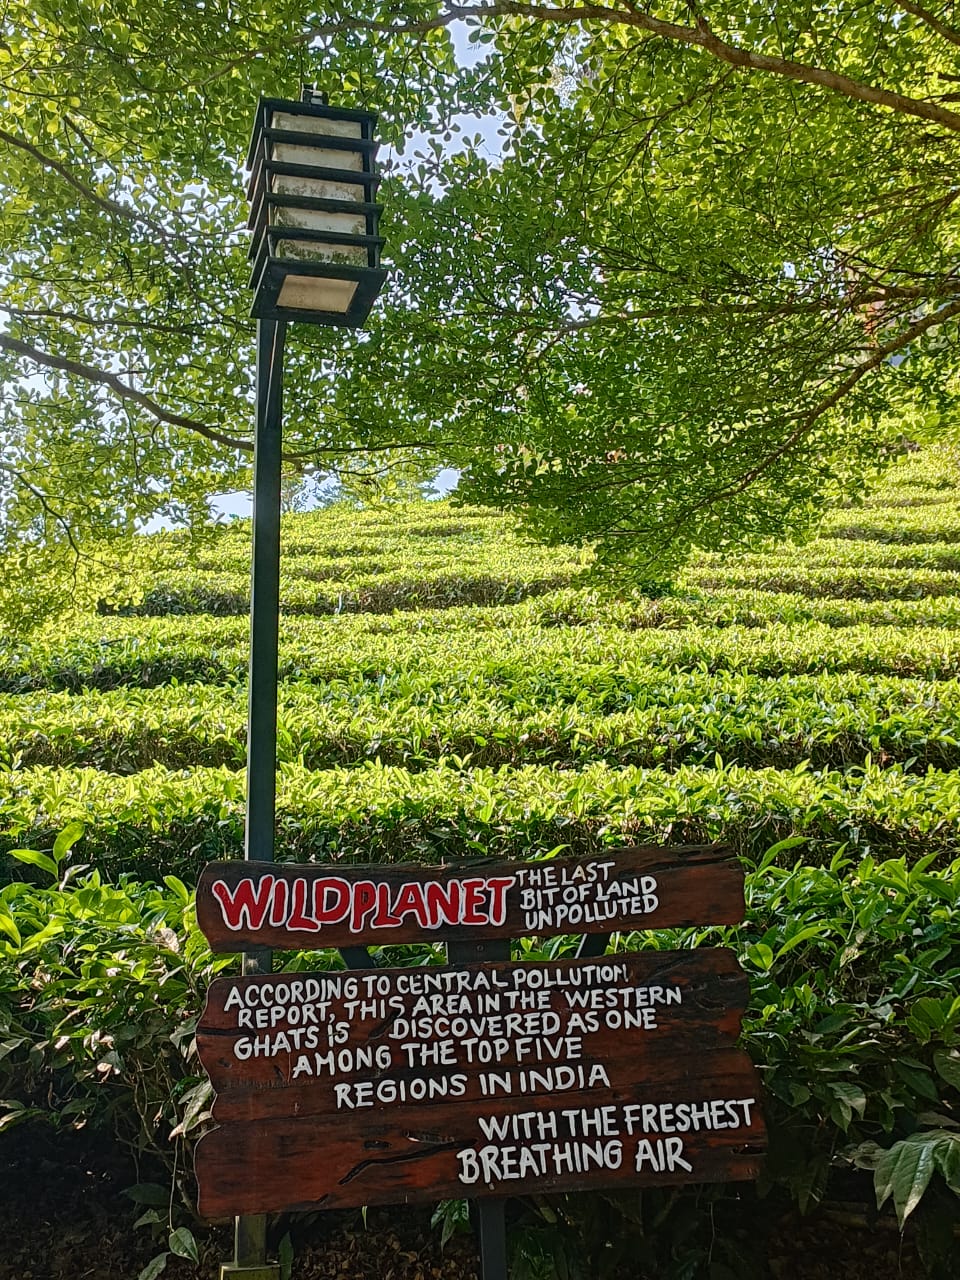 WILDPLANET THE LAST
BIT OF LAND
UNPOLLUTED
ACCORDING TO CENTRAL POLLUTION
REPORT, THIS AREA IN THE WESTERN
GHATS IS DISCOVERED AS ONE
AMONG THE TOP FIVE
REGIONS IN INDIA
WITH THE FRESHEST
BREATHING AIR